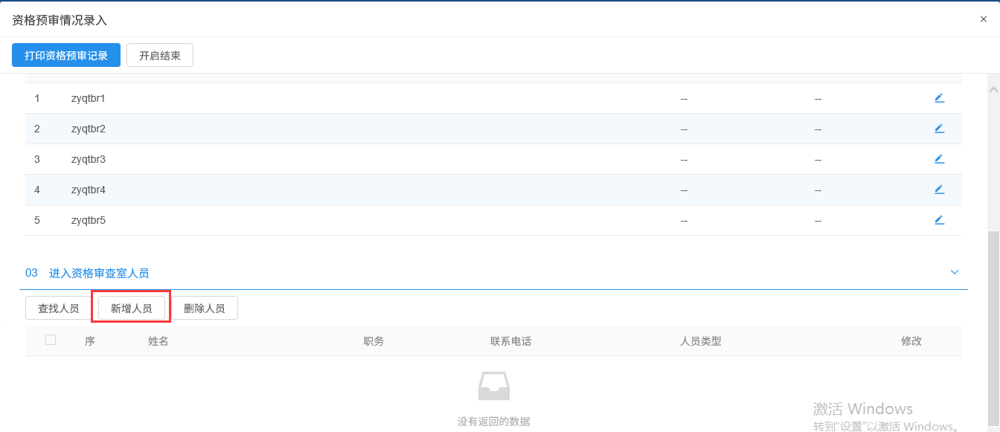 资格预审情况录入
打印资格预审记录 开启结束
1 zyqtbr1 -- --
2 zyqtbr2 -- --
3 zyqtbr3 -- --
4 zyqtbr4 -- --
5 zyqtbr5 -- --
03 进入资格审查室人员
查找人员 新增人员 删除人员
序 姓名 职务 联系电话 人员类型 修改
没有返回的数据
激活 Windows
转到“设置”以激活 Windows。